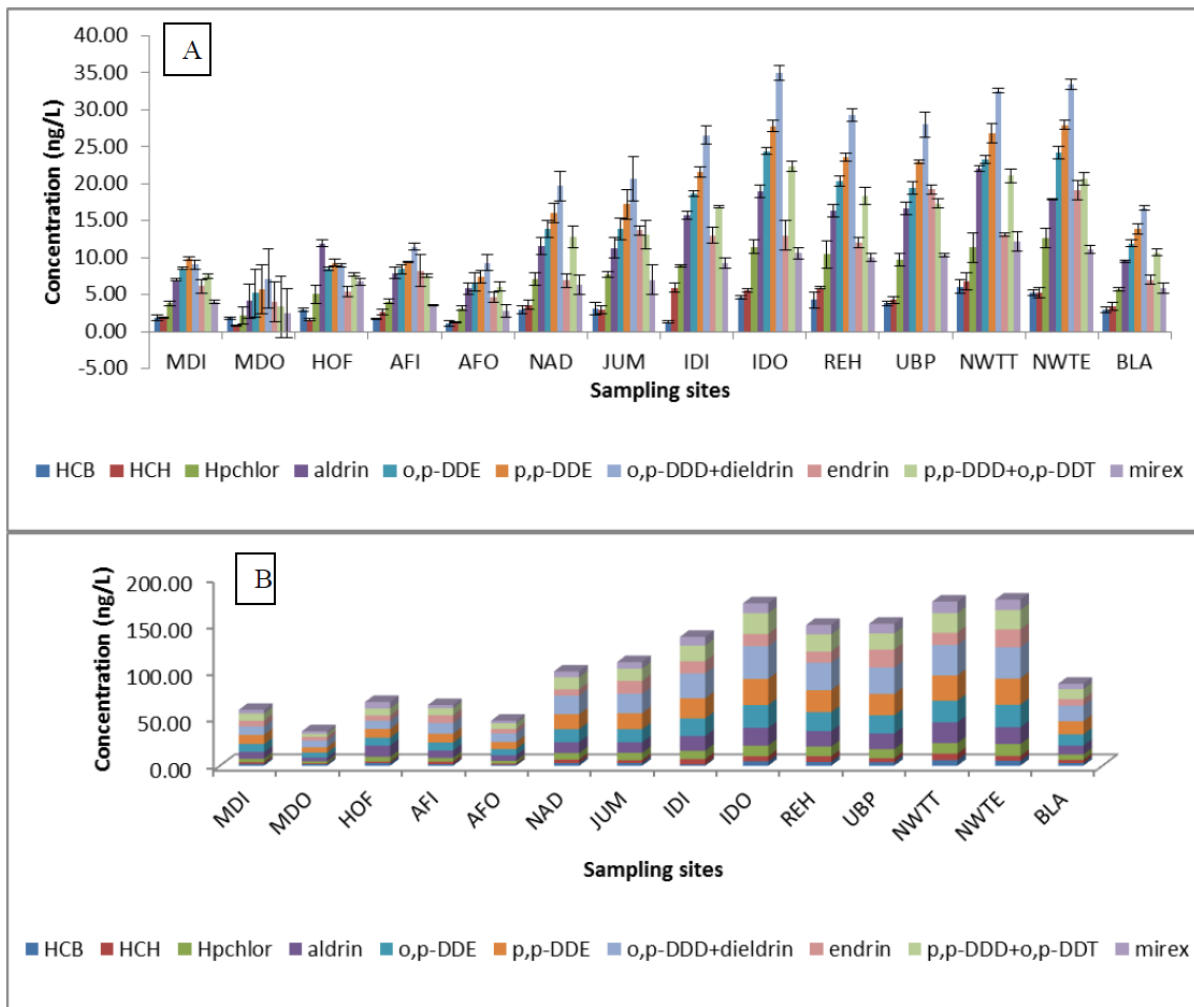 A
40.00
35.00
30.00
25.00
20.00
15.00
10.00
5.00
0.00
-5.00
Concentration (ng/L)
MDI MDO HOF AFI AFO NAD JUM IDI IDO REH UBP NWTT NWTE BLA
Sampling sites
HCB HCH Hpchlor aldrin o,p-DDE p,p-DDE o,p-DDD+dieldrin endrin p,p-DDD+o,p-DDT mirex
B
200.00
150.00
100.00
50.00
0.00
Concentration (ng/L)
MDI MDO HOF AFI AFO NAD JUM IDI IDO REH UBP NWTT NWTE BLA
Sampling sites
HCB HCH Hpchlor aldrin o,p-DDE p,p-DDE o,p-DDD+dieldrin endrin p,p-DDD+o,p-DDT mirex